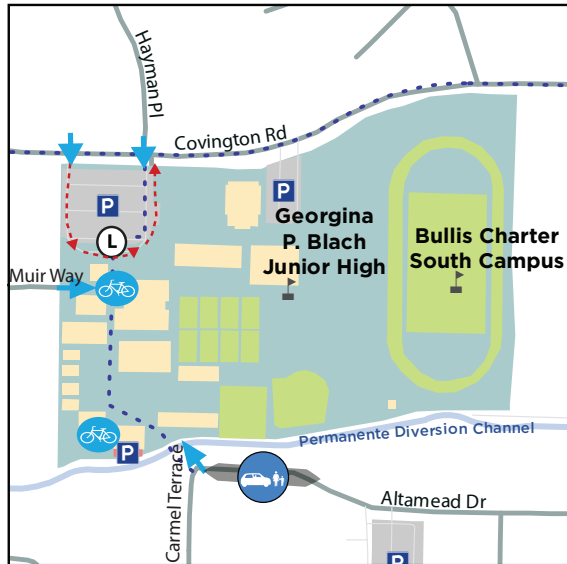 Hayman Pl
Covington Rd
P
P
Georgina
P. Blach
Junior High
Bullis Charter
South Campus
L
Muir Way
Permanente Diversion Channel
P
Carmel Terrace
Altamead Dr
P